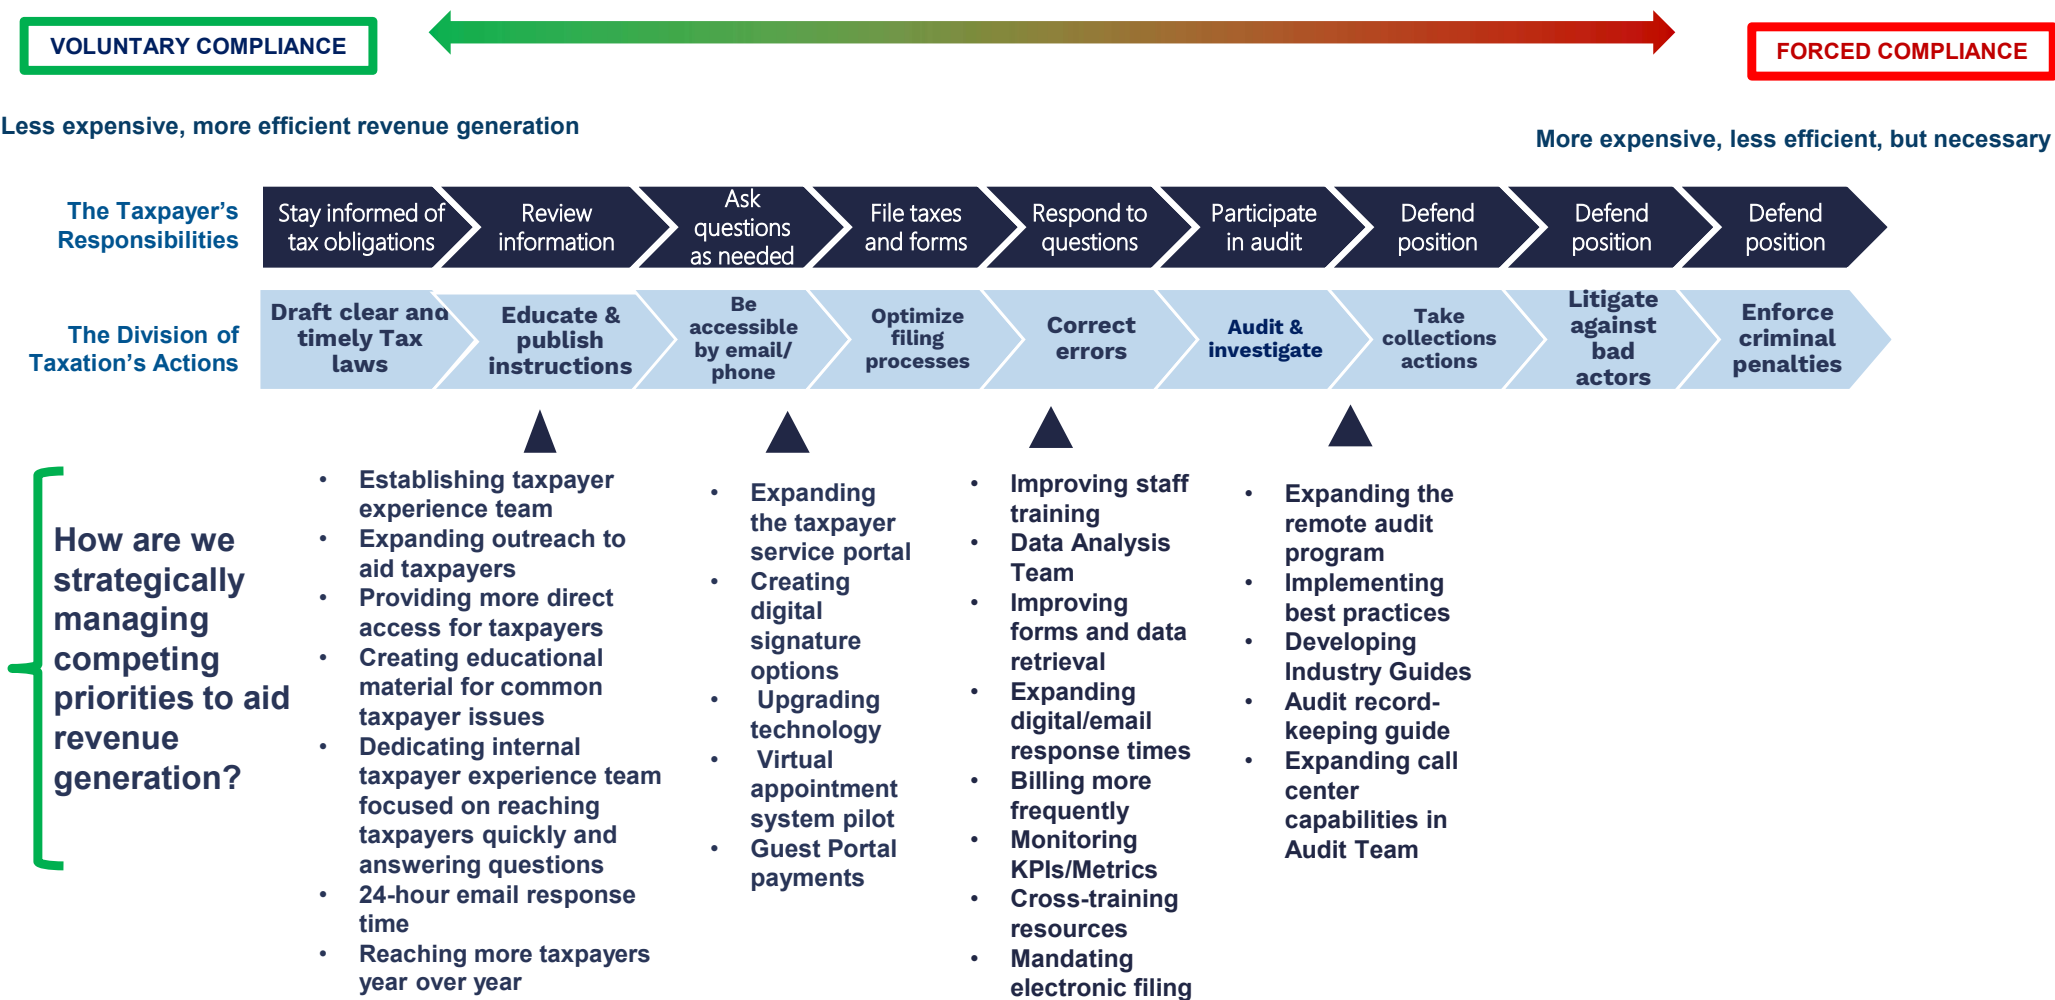 VOLUNTARY COMPLIANCE
FORCED COMPLIANCE
Less expensive, more efficient revenue generation
More expensive, less efficient, but necessary
The Taxpayer’s
Responsibilities
Stay informed of
tax obligations
Review
information
Ask
questions
as needed
File taxes
and forms
Respond to
questions
Participate
in audit
Defend
position
Defend
position
Defend
position
The Division of
Taxation’s Actions
Draft clear and
timely Tax
laws
Educate &
publish
instructions
Be
accessible
by email/
phone
Optimize
filing
processes
Correct
errors
Audit &
investigate
Take
collections
actions
Litigate
against
bad
actors
Enforce
criminal
penalties
How are we
strategically
managing
competing
priorities to aid
revenue
generation?
• Establishing taxpayer
experience team
• Expanding outreach to
aid taxpayers
• Providing more direct
access for taxpayers
• Creating educational
material for common
taxpayer issues
• Dedicating internal
taxpayer experience team
focused on reaching
taxpayers quickly and
answering questions
• 24-hour email response
time
• Reaching more taxpayers
year over year
• Expanding
the taxpayer
service portal
• Creating
digital
signature
options
• Upgrading
technology
• Virtual
appointment
system pilot
• Guest Portal
payments
• Improving staff
training
• Data Analysis
Team
• Improving
forms and data
retrieval
• Expanding
digital/email
response times
• Billing more
frequently
• Monitoring
KPIs/Metrics
• Cross-training
resources
• Mandating
electronic filing
• Expanding the
remote audit
program
• Implementing
best practices
• Developing
Industry Guides
• Audit record-
keeping guide
• Expanding call
center
capabilities in
Audit Team